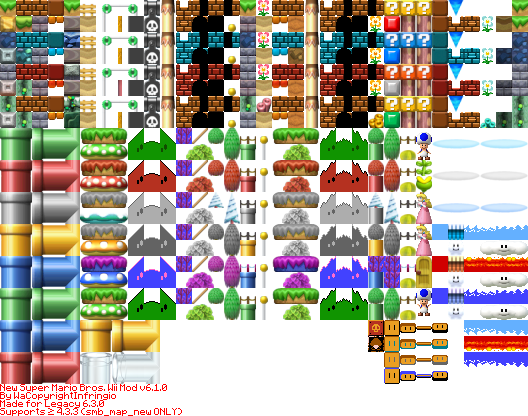 New Super Mario Bros. Wii Mod v6.1.0
By WaCopyrightInfringio
Made for Legacy 6.3.0
Supports ≥ 4.3.3 (smb_map_new ONLY)